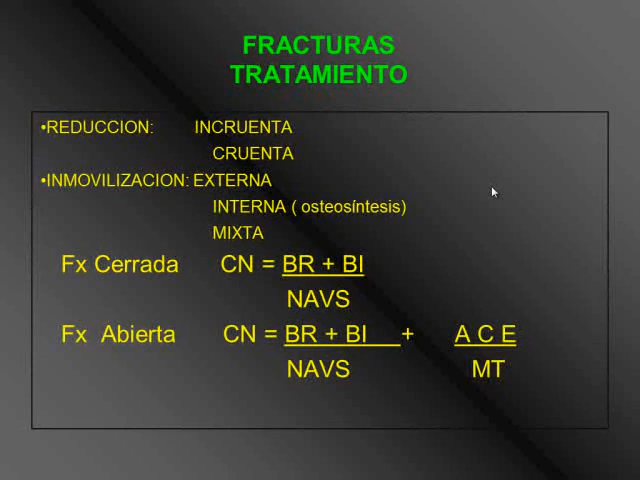 FRACTURAS
TRATAMIENTO
•REDUCCION: INCRUENTA
CRUENTA
•INMOVILIZACION: EXTERNA
INTERNA ( osteosíntesis)
MIXTA
Fx Cerrada CN = BR + BI
NAVS
Fx Abierta CN = BR + BI + A C E
NAVS MT